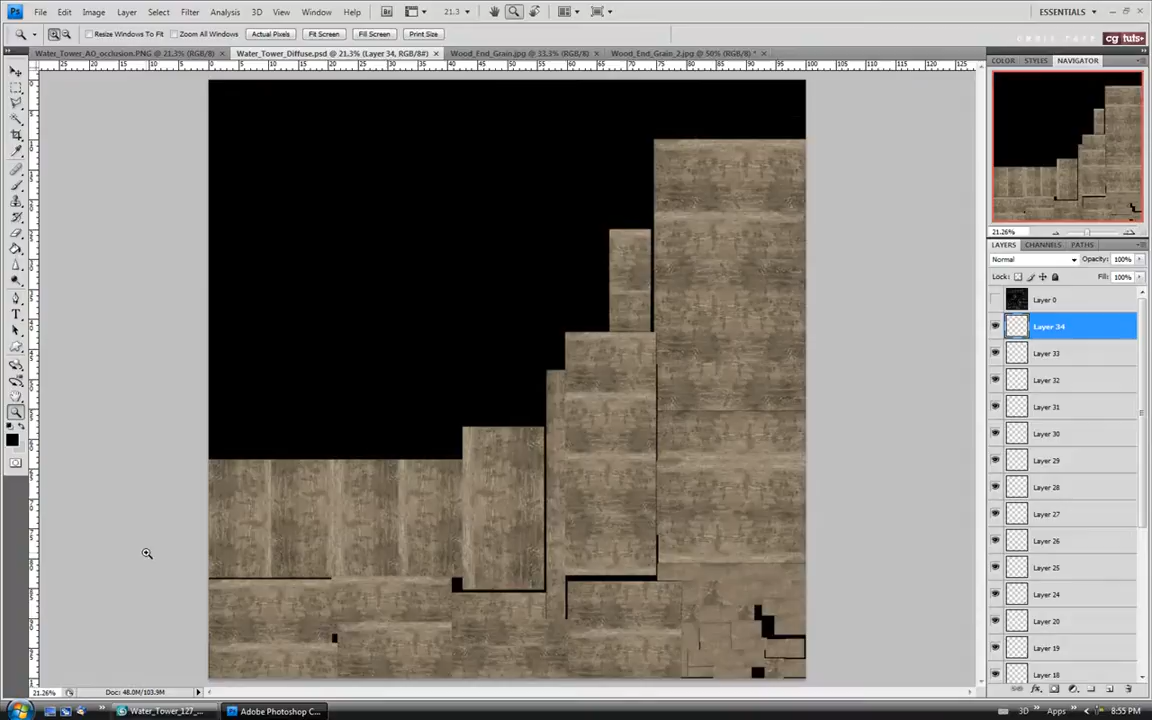 File Edit Image Layer Select Filter Analysis 3D View Window Help 21.3 ESSENTIALS
Resize Windows To Fit Zoom All Windows Actual Pixels Fit Screen Fill Screen Print Size cg tuts+
Water_Tower_AO_occlusion.PNG @ 21.3% (RGB/8) Water_Tower_Diffuse.psd @ 21.3% (Layer 34, RGB/8#) Wood_End_Grain.jpg @ 33.3% (RGB/8) Wood_End_Grain_2.jpg @ 50% (RGB/8) *
COLOR STYLES NAVIGATOR
21.26%
LAYERS CHANNELS PATHS
Normal Opacity: 100%
Lock: Fill: 100%
Layer 0
Layer 34
Layer 33
Layer 32
Layer 31
Layer 30
Layer 29
Layer 28
Layer 27
Layer 26
Layer 25
Layer 24
Layer 20
Layer 19
Layer 18
21.26% Doc: 48.0M/103.9M
Water_Tower_127_... Adobe Photoshop C... 3D Apps 8:55 PM